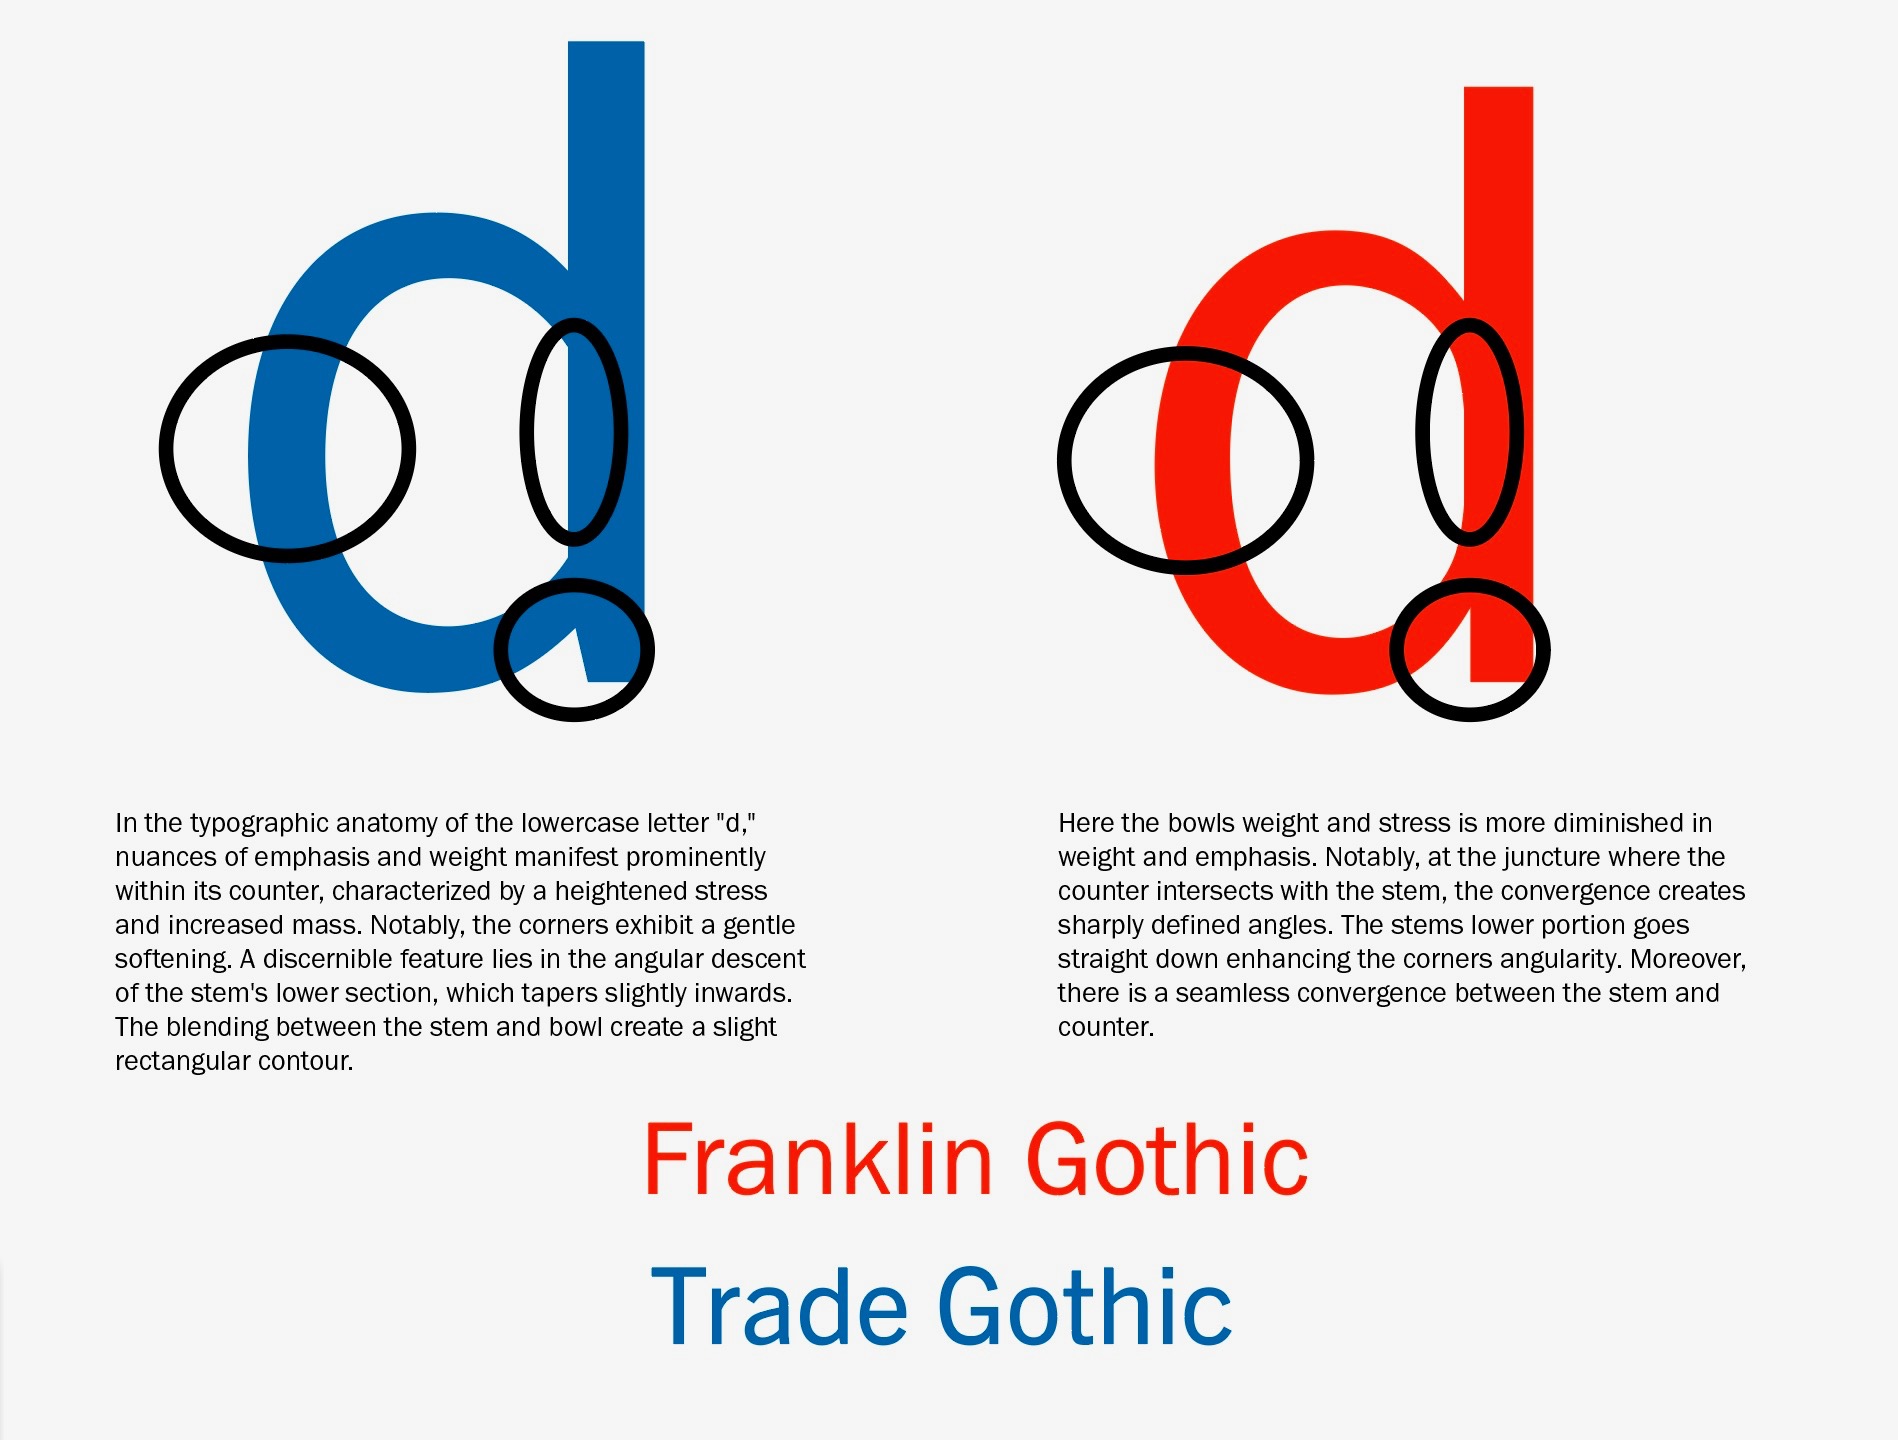 d
d
In the typographic anatomy of the lowercase letter "d,"
nuances of emphasis and weight manifest prominently
within its counter, characterized by a heightened stress
and increased mass. Notably, the corners exhibit a gentle
softening. A discernible feature lies in the angular descent
of the stem's lower section, which tapers slightly inwards.
The blending between the stem and bowl create a slight
rectangular contour.
Here the bowls weight and stress is more diminished in
weight and emphasis. Notably, at the juncture where the
counter intersects with the stem, the convergence creates
sharply defined angles. The stems lower portion goes
straight down enhancing the corners angularity. Moreover,
there is a seamless convergence between the stem and
counter.
Franklin Gothic
Trade Gothic